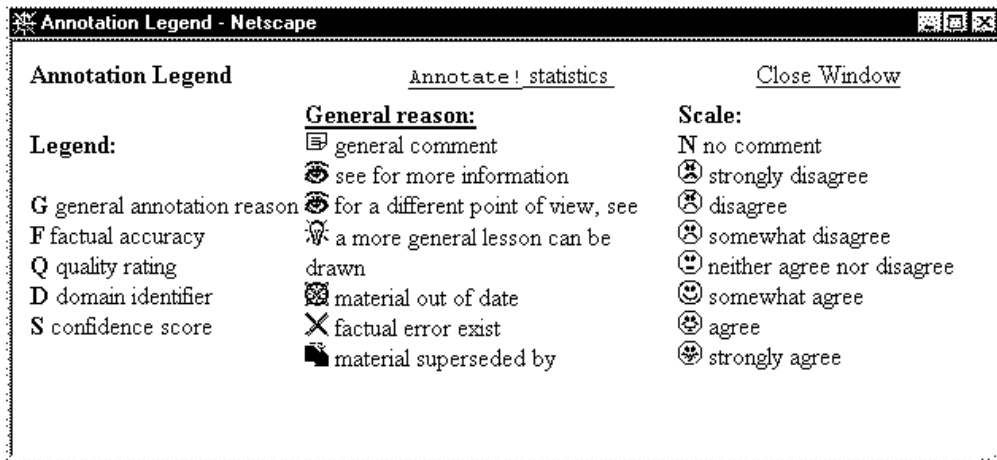 Annotation Legend - Netscape
Annotation Legend
Annotate! statistics
Close Window
Legend:
G general annotation reason
F factual accuracy
Q quality rating
D domain identifier
S confidence score
General reason:
general comment
see for more information
for a different point of view, see
a more general lesson can be
drawn
material out of date
factual error exist
material superseded by
Scale:
N no comment
strongly disagree
disagree
somewhat disagree
neither agree nor disagree
somewhat agree
agree
strongly agree